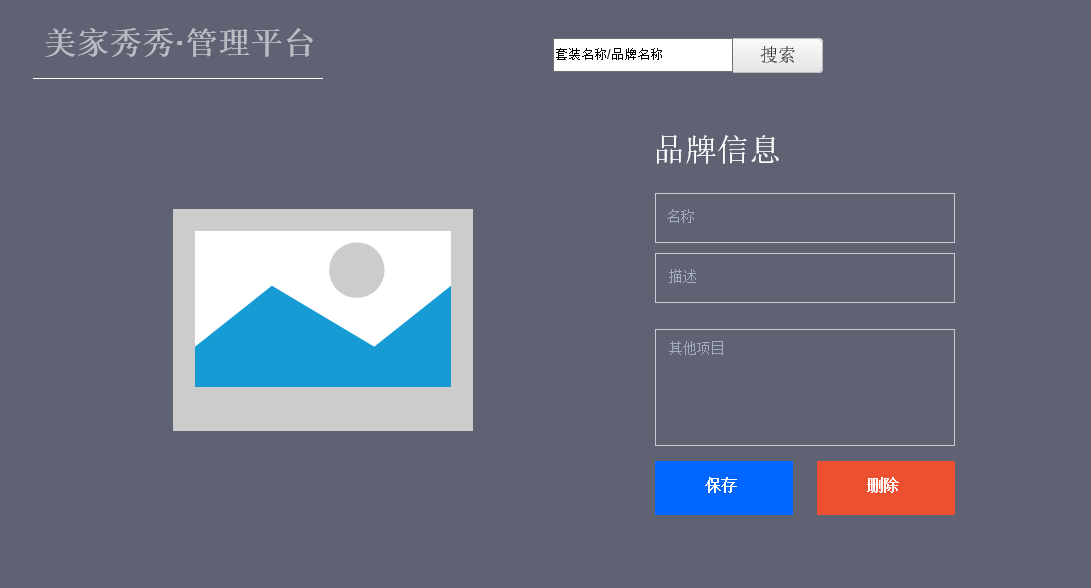 美家秀秀·管理平台
套装名称/品牌名称
搜索
品牌信息
名称
描述
其他项目
保存
删除